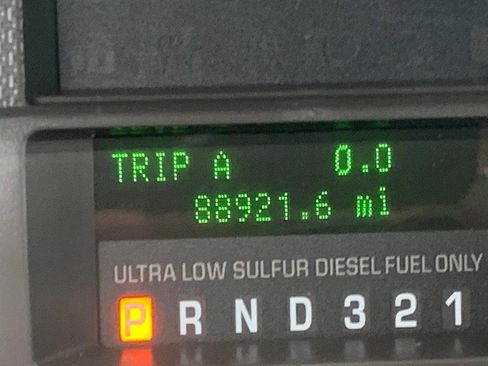 TRIP A 0.0
88921.6 mi
ULTRA LOW SULFUR DIESEL FUEL ONLY
P R N D 3 2 1